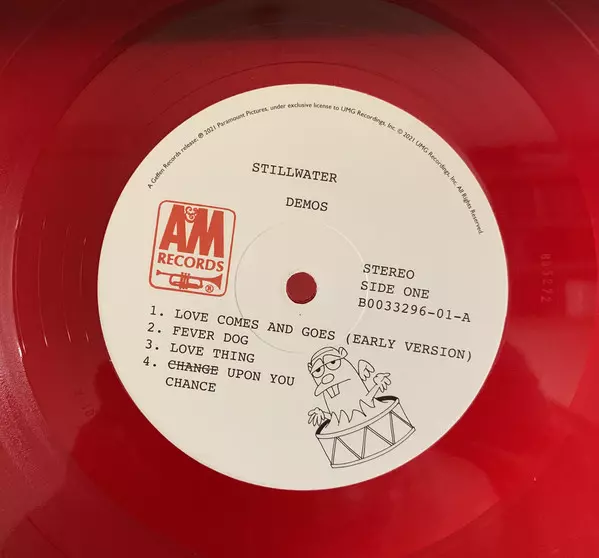 A Geffen Records release; ℗ 2021 Paramount Pictures, under exclusive license to UMG Recordings, Inc. © 2021 UMG Recordings, Inc. All Rights Reserved.
STILLWATER
DEMOS
A&M
RECORDS
®
STEREO
SIDE ONE
B0033296-01-A
1. LOVE COMES AND GOES (EARLY VERSION)
2. FEVER DOG
3. LOVE THING
4. CHANGE UPON YOU
CHANCE